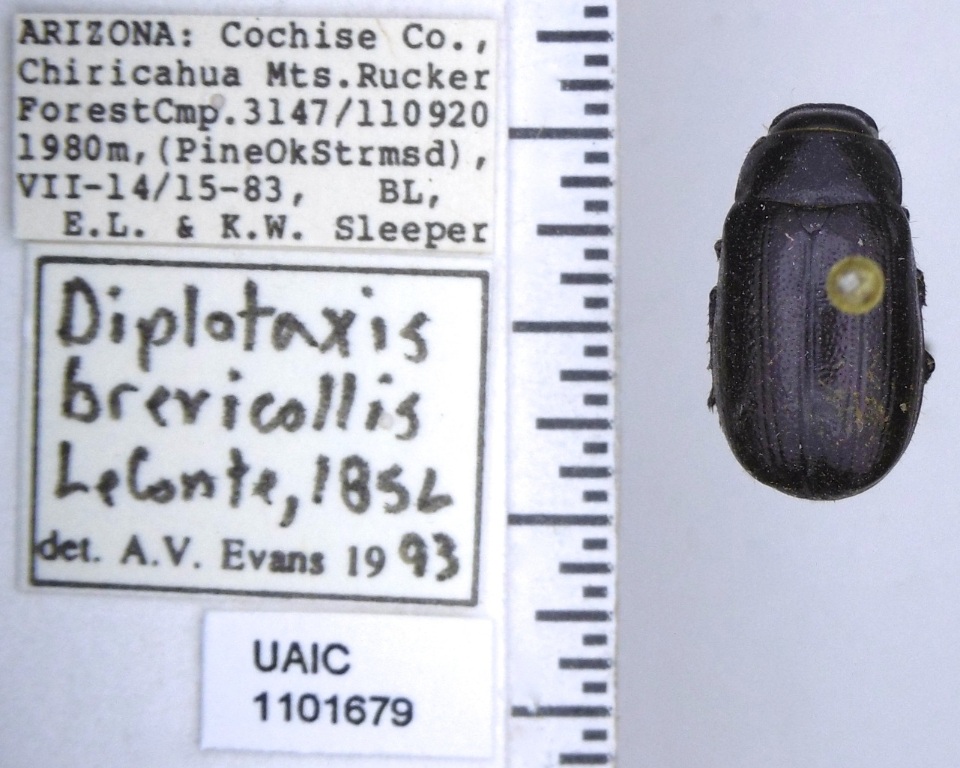 ARIZONA: Cochise Co.,
Chiricahua Mts.Rucker
ForestCmp.3147/110920
1980m,(PineOkStrmsd),
VII-14/15-83, BL,
E.L. & K.W. Sleeper
Diplotaxis
brevicollis
LeConte, 1856
det. A.V. Evans 1993
UAIC
1101679